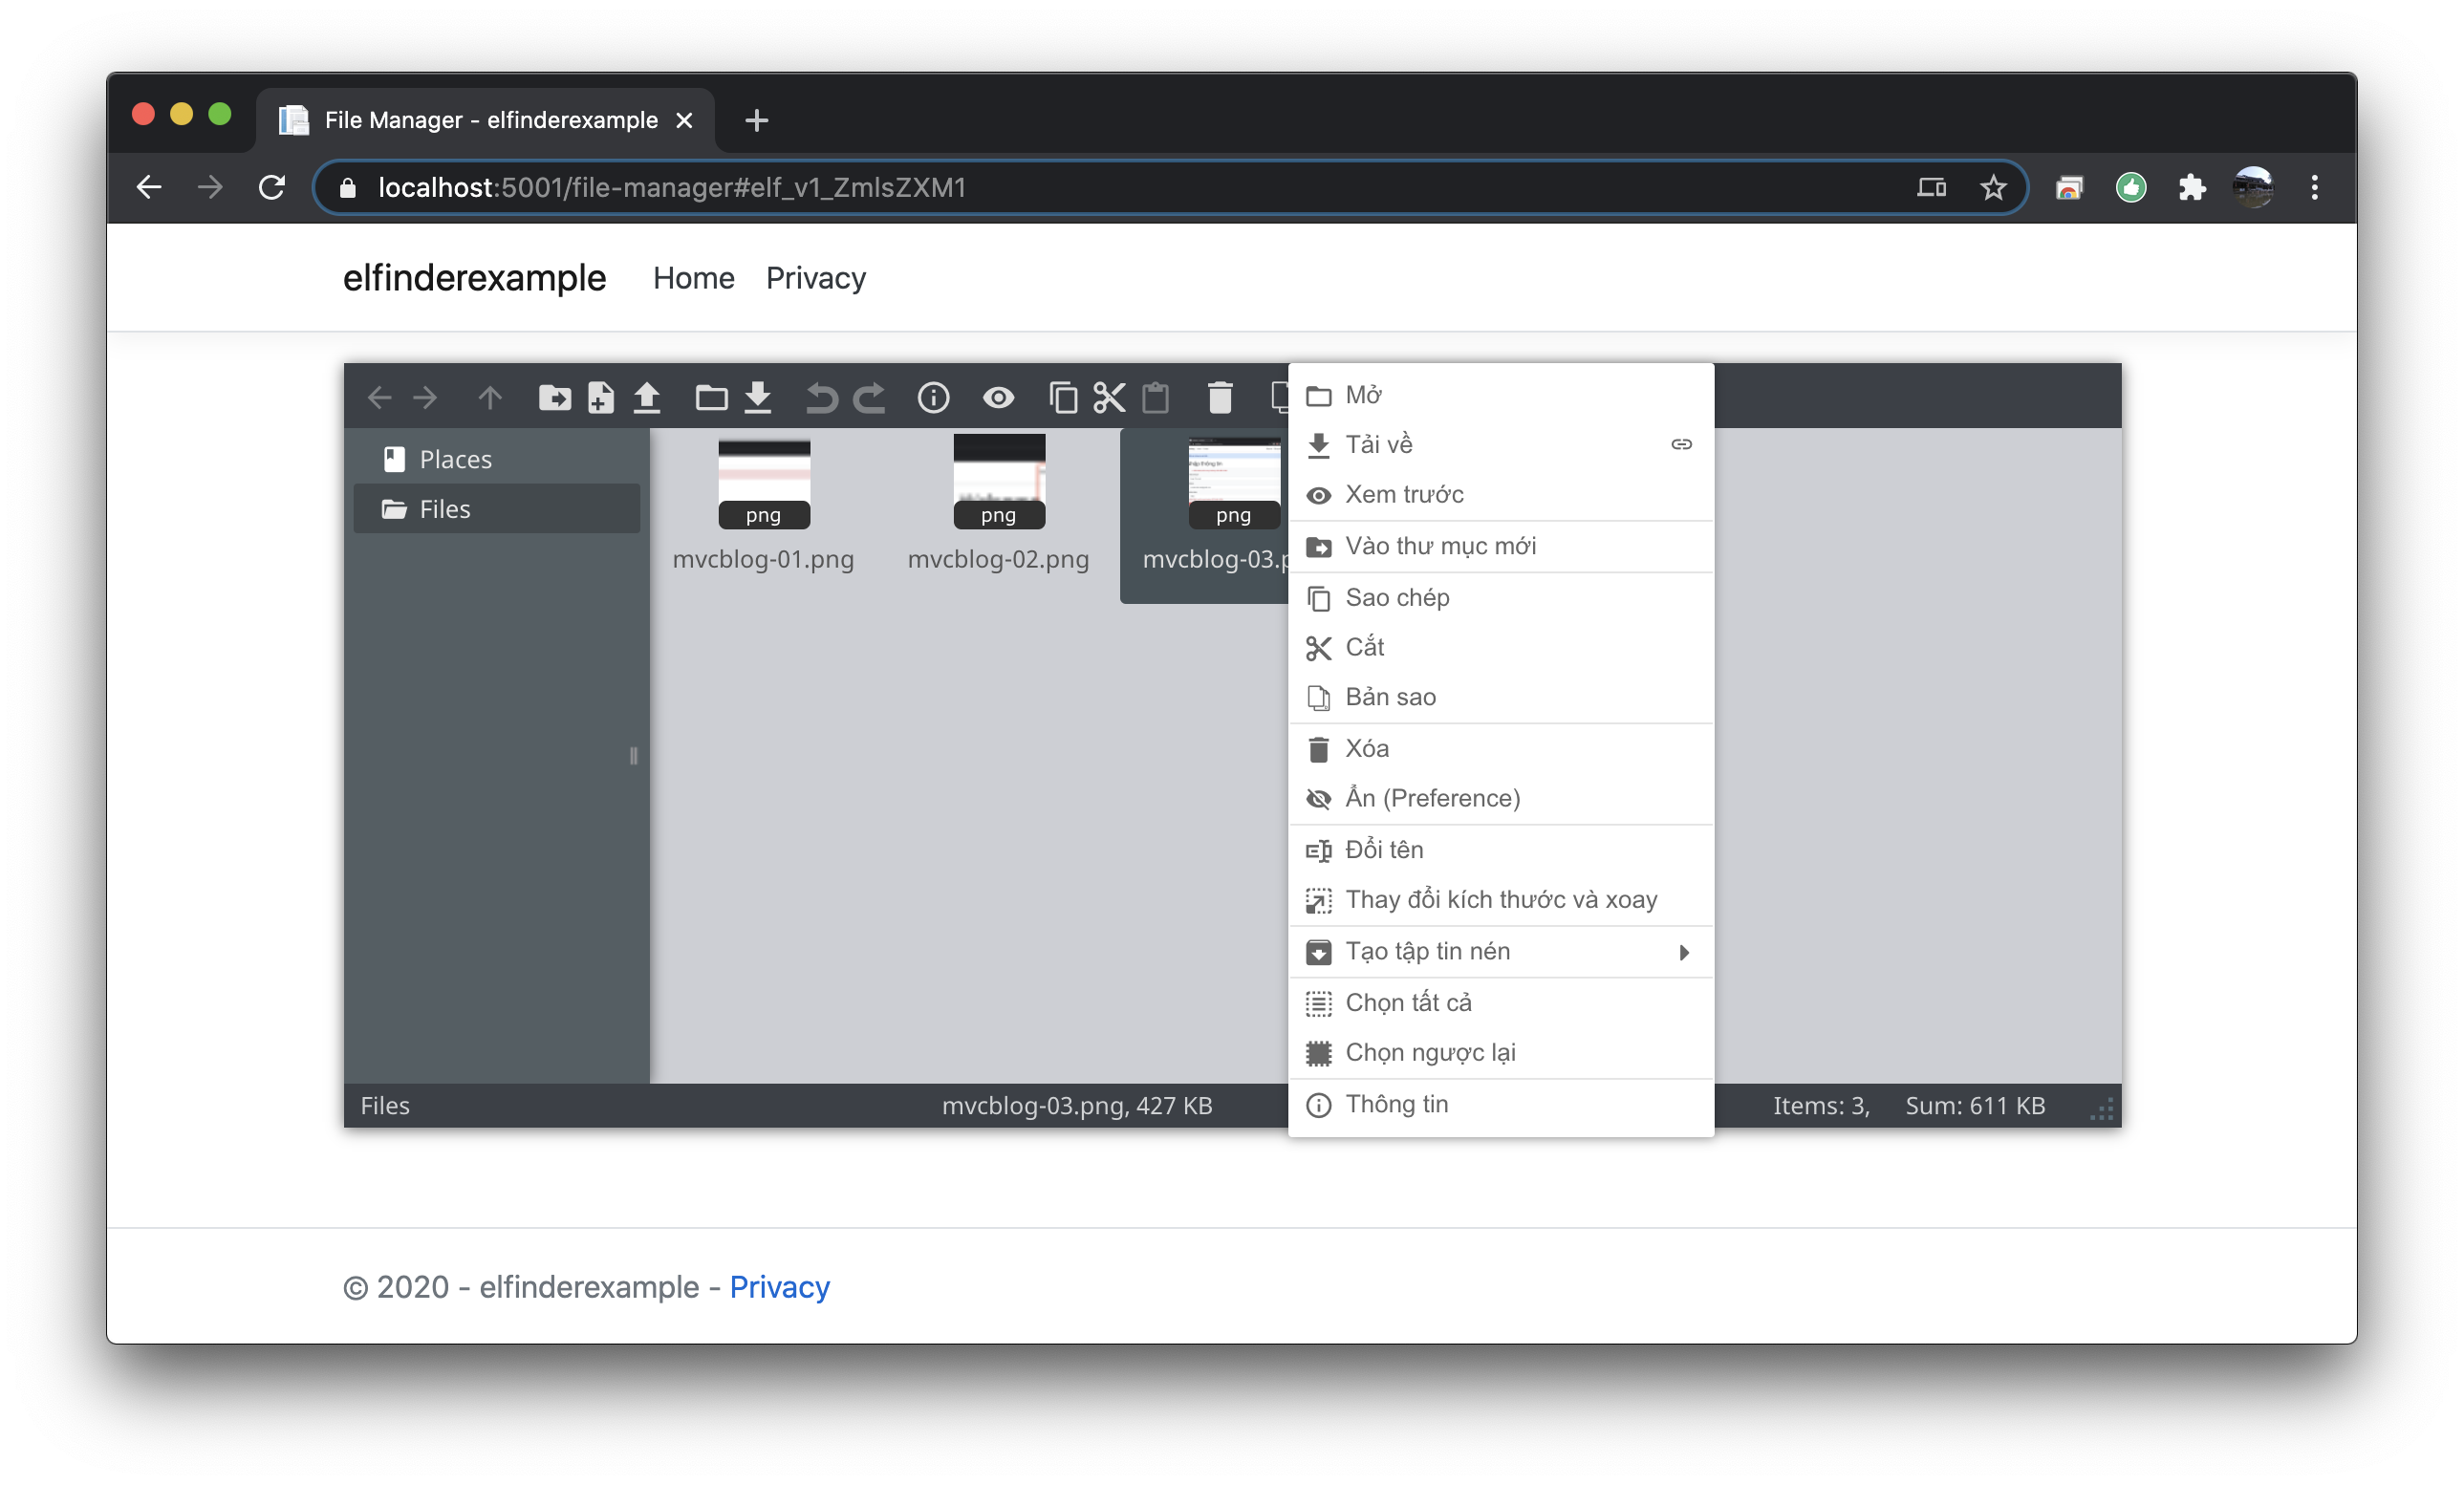 File Manager - elfinderexample
localhost:5001/file-manager#elf_v1_ZmlsZXM1
elfinderexample Home Privacy
Places
Files
png
mvcblog-01.png
png
mvcblog-02.png
png
mvcblog-03.p
Mở
Tải về
Xem trước
Vào thư mục mới
Sao chép
Cắt
Bản sao
Xóa
Ẩn (Preference)
Đổi tên
Thay đổi kích thước và xoay
Tạo tập tin nén
Chọn tất cả
Chọn ngược lại
Thông tin
Files mvcblog-03.png, 427 KB Items: 3, Sum: 611 KB
© 2020 - elfinderexample - Privacy